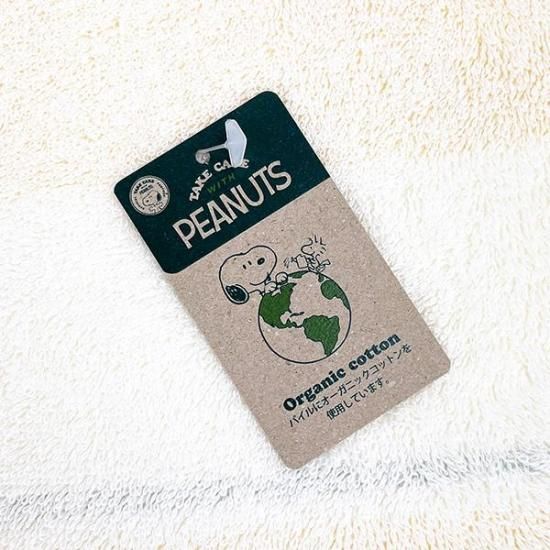 TAKE CARE
WITH
PEANUTS
Organic cotton
パイルにオーガニックコットンを
使用しています。